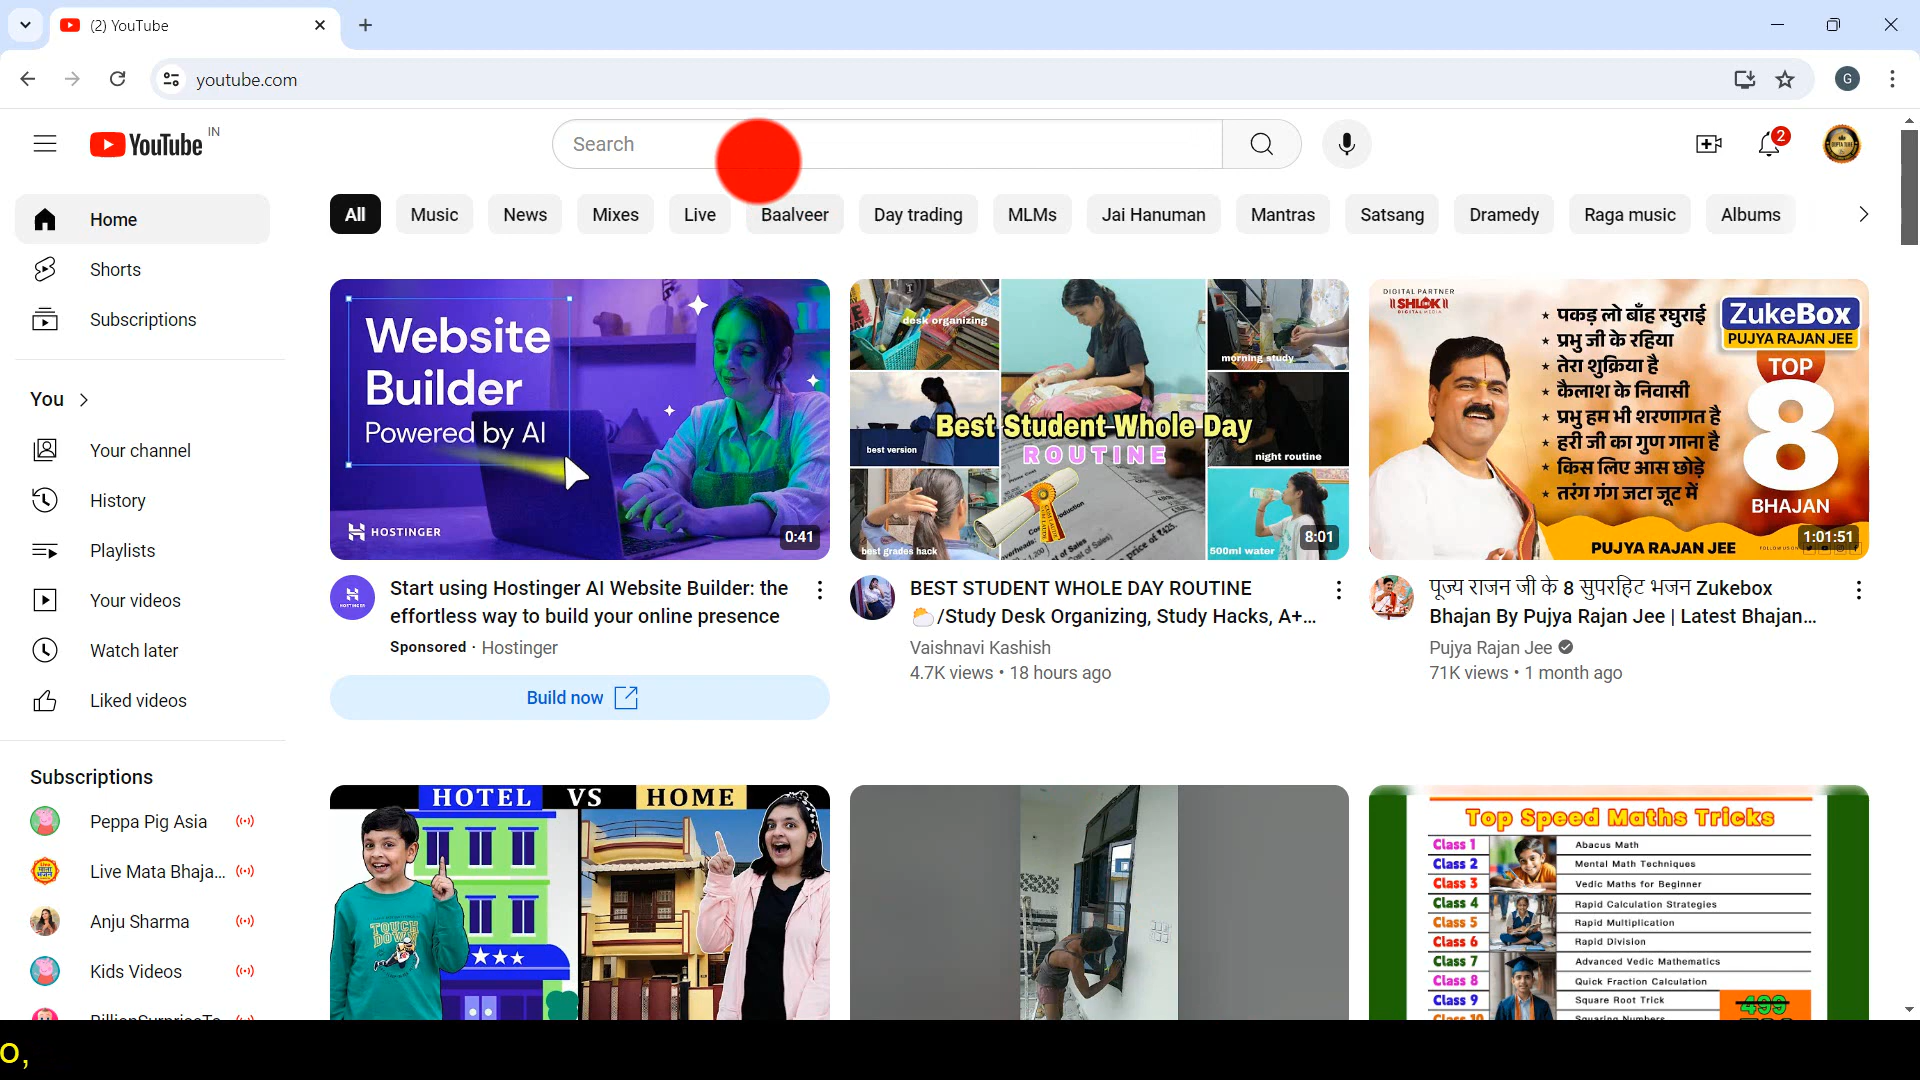 (2) YouTube
youtube.com
G
YouTube IN
Search
2
Home
Shorts
Subscriptions
You
Your channel
History
Playlists
Your videos
Watch later
Liked videos
Subscriptions
Peppa Pig Asia
Live Mata Bhaja...
Anju Sharma
Kids Videos
All
Music
News
Mixes
Live
Baalveer
Day trading
MLMs
Jai Hanuman
Mantras
Satsang
Dramedy
Raga music
Albums
Website
Builder
Powered by AI
HOSTINGER
0:41
Start using Hostinger AI Website Builder: the
effortless way to build your online presence
Sponsored · Hostinger
Build now
desk organizing
morning study
Best Student Whole Day
ROUTINE
best version
night routine
best grades hack
500ml water
8:01
BEST STUDENT WHOLE DAY ROUTINE
⛅/Study Desk Organizing, Study Hacks, A+...
Vaishnavi Kashish
4.7K views • 18 hours ago
DIGITAL PARTNER
|| SHLOK ||
DIGITAL MEDIA
पकड़ लो बाँह रघुराई
प्रभु जी के रहिया
तेरा शुक्रिया है
कैलाश के निवासी
प्रभु हम भी शरणागत है
हरी जी का गुण गाना है
किस लिए आस छोड़े
तरंग गंग जटा जूट में
ZukeBox
PUJYA RAJAN JEE
TOP
8
BHAJAN
PUJYA RAJAN JEE
1:01:51
पूज्य राजन जी के 8 सुपरहिट भजन Zukebox
Bhajan By Pujya Rajan Jee | Latest Bhajan...
Pujya Rajan Jee
71K views • 1 month ago
HOTEL VS HOME
TOUCH
DOWN
Top Speed Maths Tricks
Class 1 Abacus Math
Class 2 Mental Math Techniques
Class 3 Vedic Maths for Beginner
Class 4 Rapid Calculation Strategies
Class 5 Rapid Multiplication
Class 6 Rapid Division
Class 7 Advanced Vedic Mathematics
Class 8 Quick Fraction Calculation
Class 9 Square Root Trick
Class 10 Squaring Numbers
499
O,